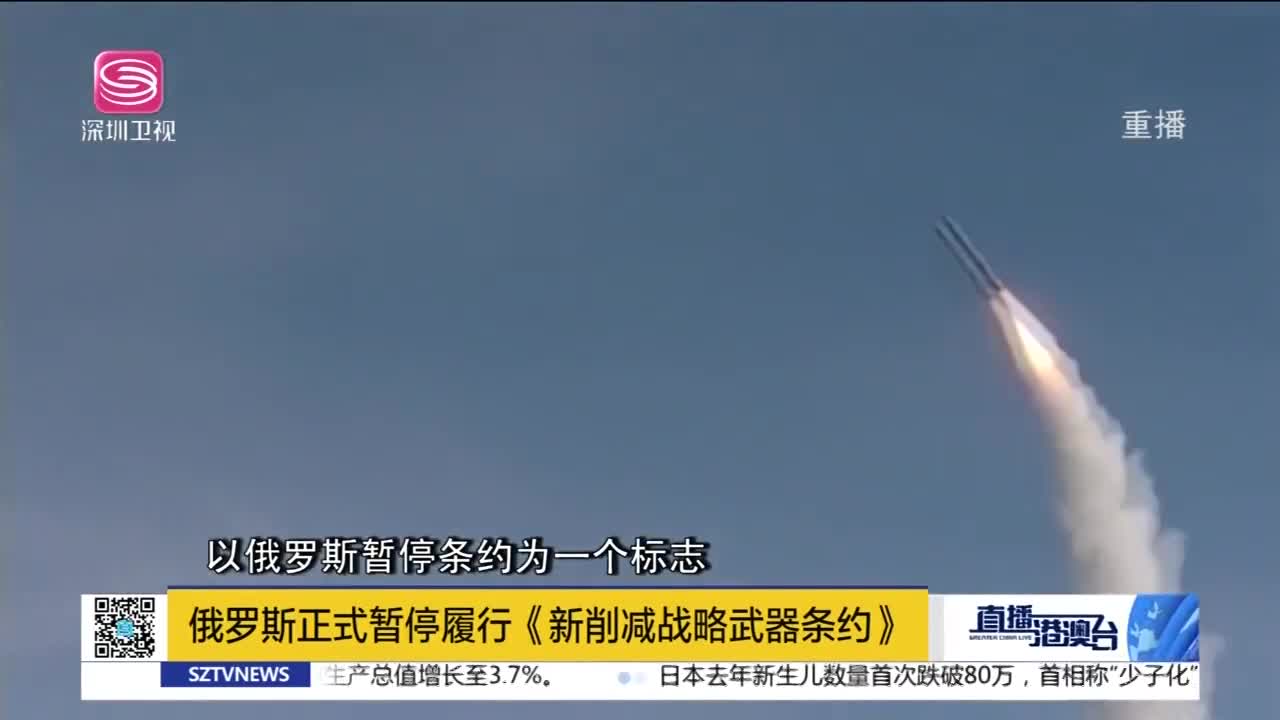 深圳卫视
重播
以俄罗斯暂停条约为一个标志
俄罗斯正式暂停履行《新削减战略武器条约》
直播港澳台
GREATER CHINA LIVE
SZTVNEWS
生产总值增长至3.7%。 日本去年新生儿数量首次跌破80万，首相称“少子化”